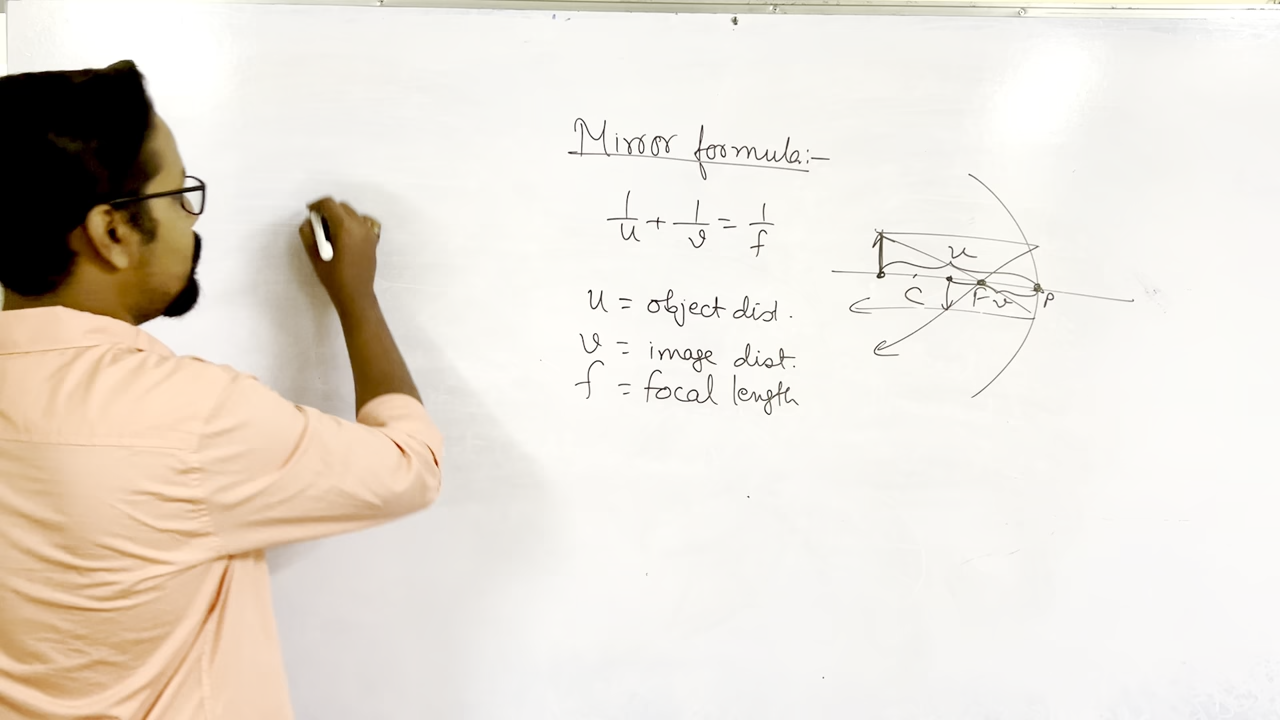 Mirror formula:-
1/u + 1/v = 1/f
u = object dist.
v = image dist.
f = focal length
u
C F v P